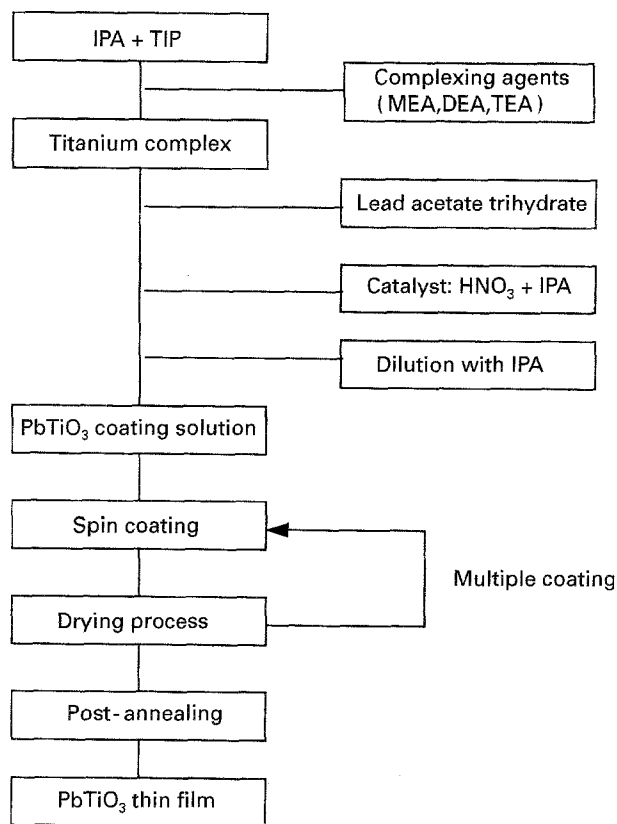 IPA + TIP
Complexing agents
(MEA,DEA,TEA)
Titanium complex
Lead acetate trihydrate
Catalyst: HNO₃ + IPA
Dilution with IPA
PbTiO₃ coating solution
Spin coating
Multiple coating
Drying process
Post-annealing
PbTiO₃ thin film